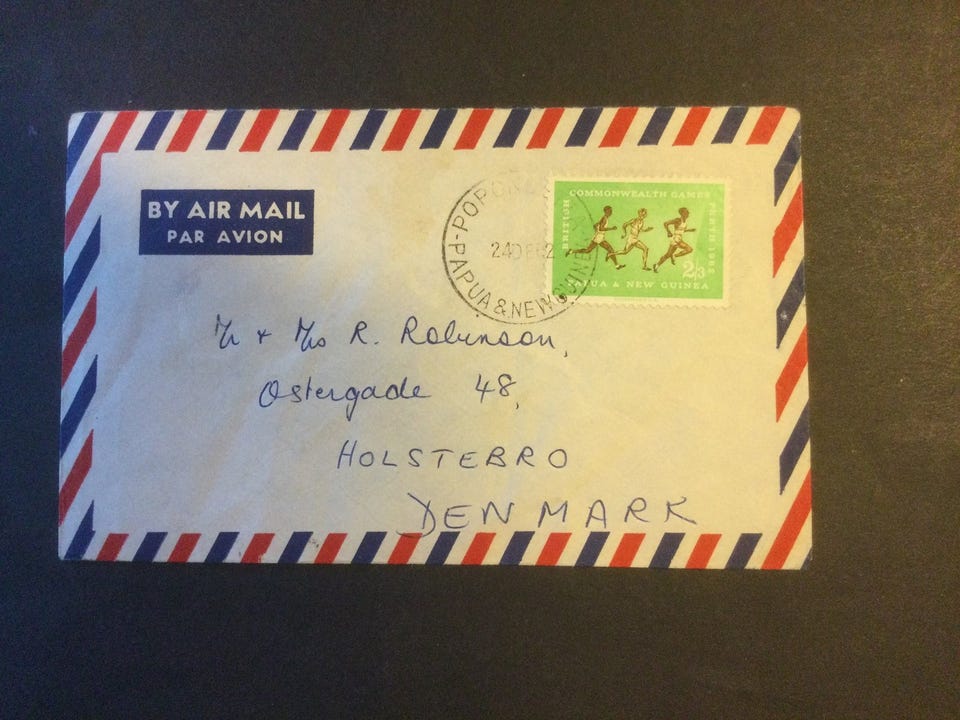 BY AIR MAIL
PAR AVION
-PAPUA & NEW GUINEA
BRITISH
COMMONWEALTH GAMES
PERTH 1962
2/3
PAPUA & NEW GUINEA
Mr + Mrs R. Robinson,
Ostergade 48,
HOLSTEBRO
DENMARK